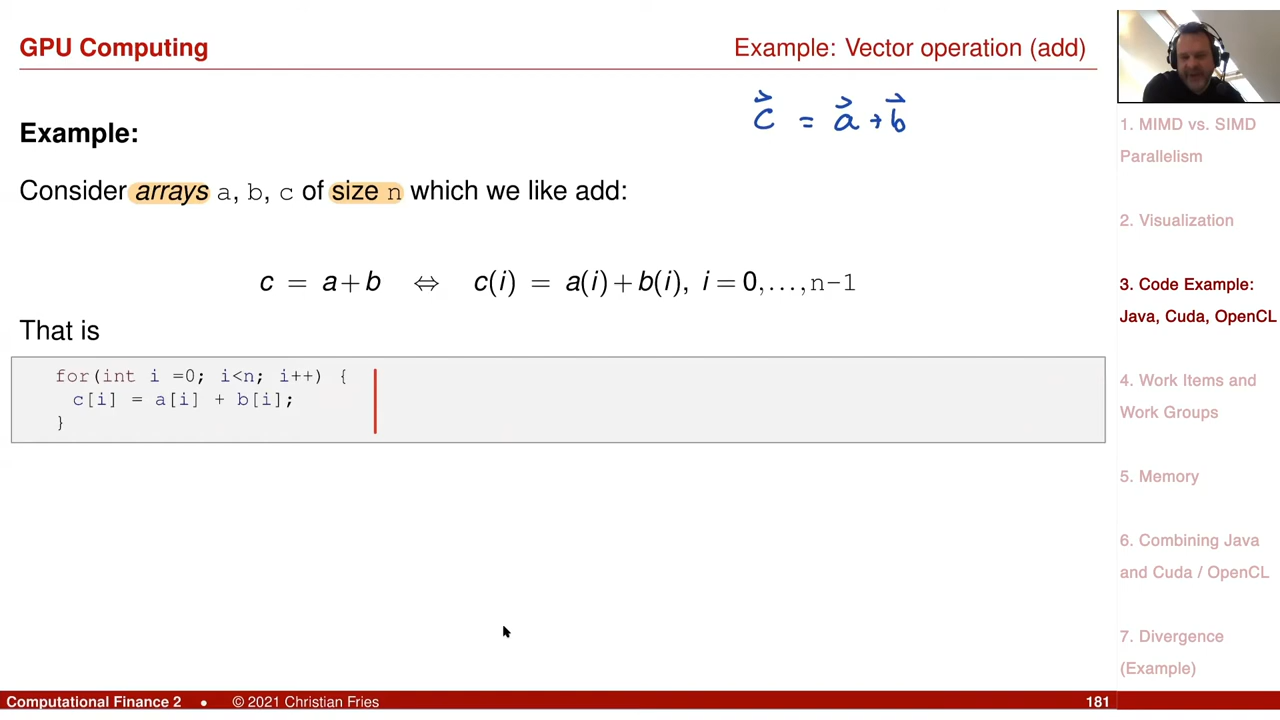 GPU Computing
Example: Vector operation (add)
c⃗ = a⃗ + b⃗
Example:
Consider arrays a, b, c of size n which we like add:
c = a+b ⇔ c(i) = a(i)+b(i), i=0,...,n-1
That is
for(int i =0; i<n; i++) {
c[i] = a[i] + b[i];
}
1. MIMD vs. SIMD
Parallelism
2. Visualization
3. Code Example:
Java, Cuda, OpenCL
4. Work Items and
Work Groups
5. Memory
6. Combining Java
and Cuda / OpenCL
7. Divergence
(Example)
Computational Finance 2 • © 2021 Christian Fries
181